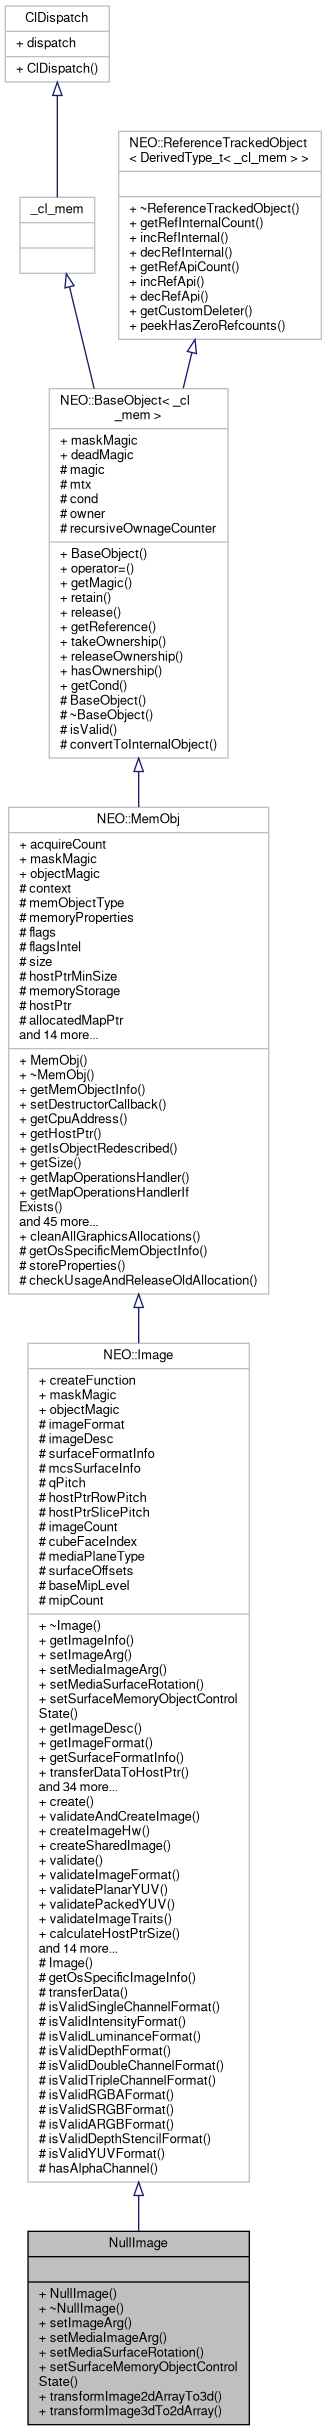 ClDispatch
+ dispatch
+ ClDispatch()
_cl_mem
NEO::ReferenceTrackedObject
< DerivedType_t< _cl_mem > >
+ ~ReferenceTrackedObject()
+ getRefInternalCount()
+ incRefInternal()
+ decRefInternal()
+ getRefApiCount()
+ incRefApi()
+ decRefApi()
+ getCustomDeleter()
+ peekHasZeroRefcounts()
NEO::BaseObject< _cl
_mem >
+ maskMagic
+ deadMagic
# magic
# mtx
# cond
# owner
# recursiveOwnageCounter
+ BaseObject()
+ operator=()
+ getMagic()
+ retain()
+ release()
+ getReference()
+ takeOwnership()
+ releaseOwnership()
+ hasOwnership()
+ getCond()
# BaseObject()
# ~BaseObject()
# isValid()
# convertToInternalObject()
NEO::MemObj
+ acquireCount
+ maskMagic
+ objectMagic
# context
# memObjectType
# memoryProperties
# flags
# flagsIntel
# size
# hostPtrMinSize
# memoryStorage
# hostPtr
# allocatedMapPtr
and 14 more...
+ MemObj()
+ ~MemObj()
+ getMemObjectInfo()
+ setDestructorCallback()
+ getCpuAddress()
+ getHostPtr()
+ getIsObjectRedescribed()
+ getSize()
+ getMapOperationsHandler()
+ getMapOperationsHandlerIf
Exists()
and 45 more...
+ cleanAllGraphicsAllocations()
# getOsSpecificMemObjectInfo()
# storeProperties()
# checkUsageAndReleaseOldAllocation()
NEO::Image
+ createFunction
+ maskMagic
+ objectMagic
# imageFormat
# imageDesc
# surfaceFormatInfo
# mcsSurfaceInfo
# qPitch
# hostPtrRowPitch
# hostPtrSlicePitch
# imageCount
# cubeFaceIndex
# mediaPlaneType
# surfaceOffsets
# baseMipLevel
# mipCount
+ ~Image()
+ getImageInfo()
+ setImageArg()
+ setMediaImageArg()
+ setMediaSurfaceRotation()
+ setSurfaceMemoryObjectControl
State()
+ getImageDesc()
+ getImageFormat()
+ getSurfaceFormatInfo()
+ transferDataToHostPtr()
and 34 more...
+ create()
+ validateAndCreateImage()
+ createImageHw()
+ createSharedImage()
+ validate()
+ validateImageFormat()
+ validatePlanarYUV()
+ validatePackedYUV()
+ validateImageTraits()
+ calculateHostPtrSize()
and 14 more...
# Image()
# getOsSpecificImageInfo()
# transferData()
# isValidSingleChannelFormat()
# isValidIntensityFormat()
# isValidLuminanceFormat()
# isValidDepthFormat()
# isValidDoubleChannelFormat()
# isValidTripleChannelFormat()
# isValidRGBAFormat()
# isValidSRGBFormat()
# isValidARGBFormat()
# isValidDepthStencilFormat()
# isValidYUVFormat()
# hasAlphaChannel()
NullImage
+ NullImage()
+ ~NullImage()
+ setImageArg()
+ setMediaImageArg()
+ setMediaSurfaceRotation()
+ setSurfaceMemoryObjectControl
State()
+ transformImage2dArrayTo3d()
+ transformImage3dTo2dArray()